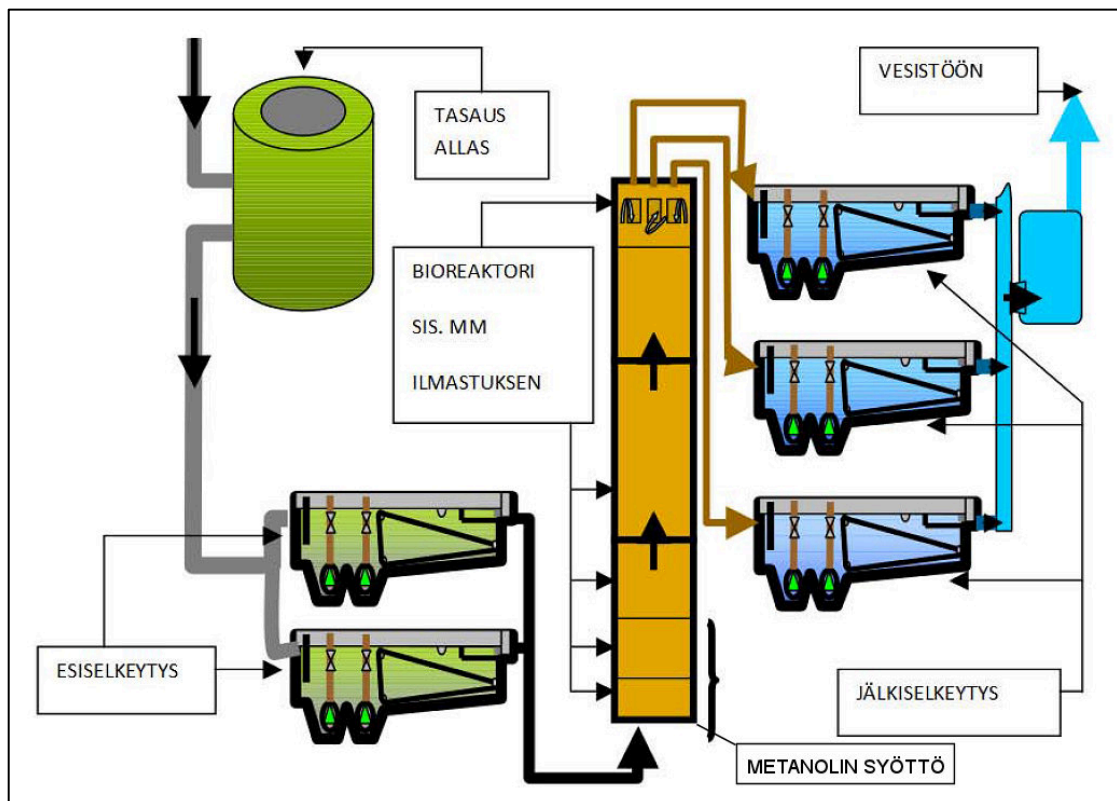 TASAUS
ALLAS
VESISTÖÖN
BIOREAKTORI
SIS. MM
ILMASTUKSEN
ESISELKEYTYS
JÄLKISELKEYTYS
METANOLIN SYÖTTÖ